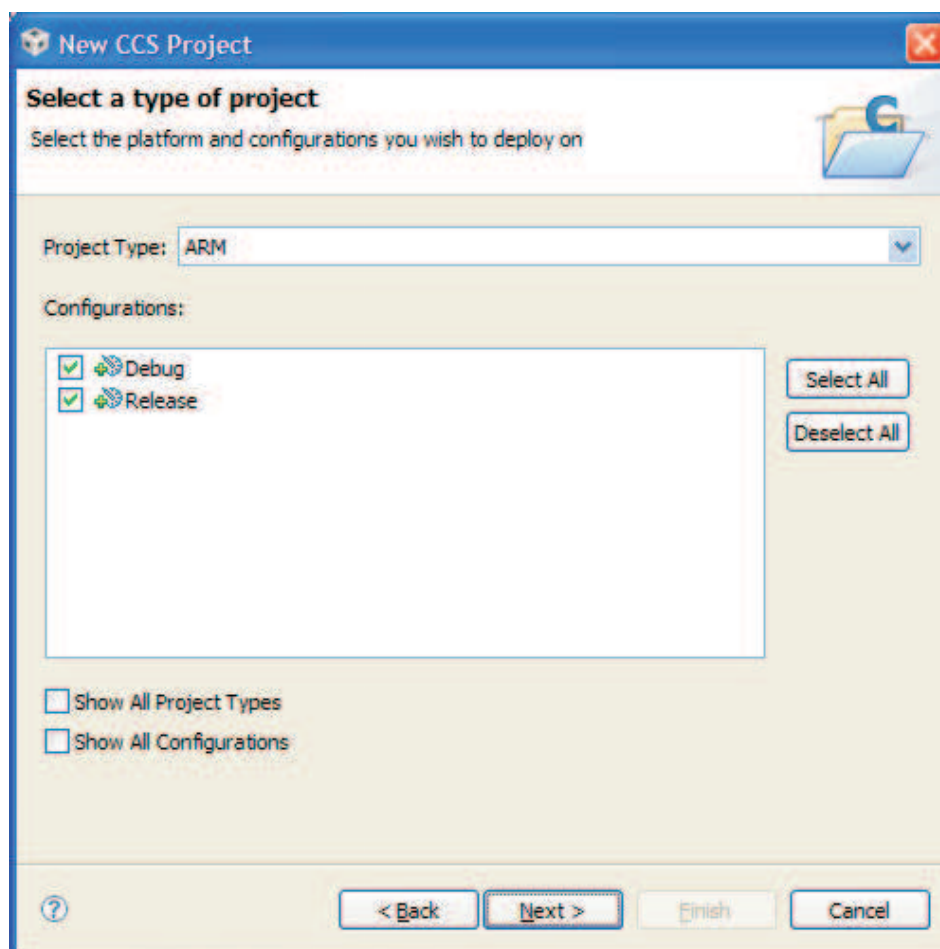 New CCS Project
Select a type of project
Select the platform and configurations you wish to deploy on
C
Project Type: ARM
Configurations:
Debug
Release
Select All
Deselect All
Show All Project Types
Show All Configurations
?
< Back
Next >
Finish
Cancel